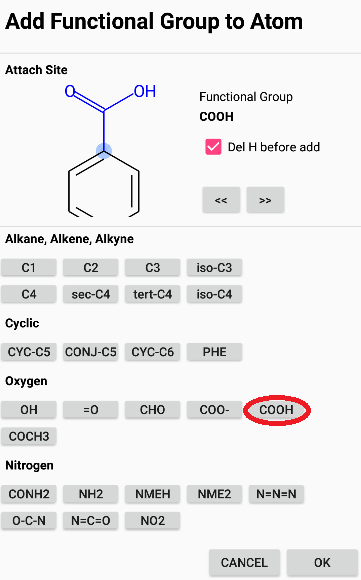 Add Functional Group to Atom
Attach Site
O
OH
Functional Group
COOH
Del H before add
<< >>
Alkane, Alkene, Alkyne
C1 C2 C3 iso-C3
C4 sec-C4 tert-C4 iso-C4
Cyclic
CYC-C5 CONJ-C5 CYC-C6 PHE
Oxygen
OH =O CHO COO- COOH
COCH3
Nitrogen
CONH2 NH2 NMEH NME2 N=N=N
O-C-N N=C=O NO2
CANCEL OK